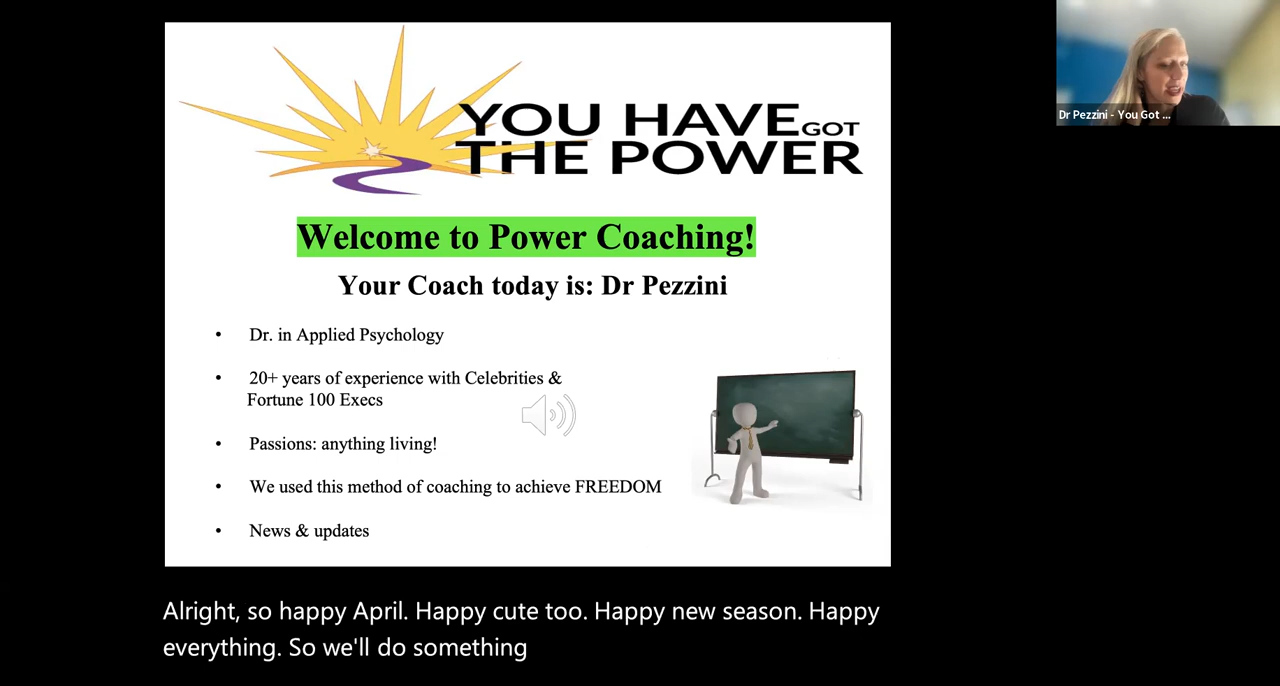 YOU HAVE GOT
THE POWER
Dr Pezzini - You Got ...
Welcome to Power Coaching!
Your Coach today is: Dr Pezzini
• Dr. in Applied Psychology
• 20+ years of experience with Celebrities &
Fortune 100 Execs
• Passions: anything living!
• We used this method of coaching to achieve FREEDOM
• News & updates
Alright, so happy April. Happy cute too. Happy new season. Happy
everything. So we'll do something